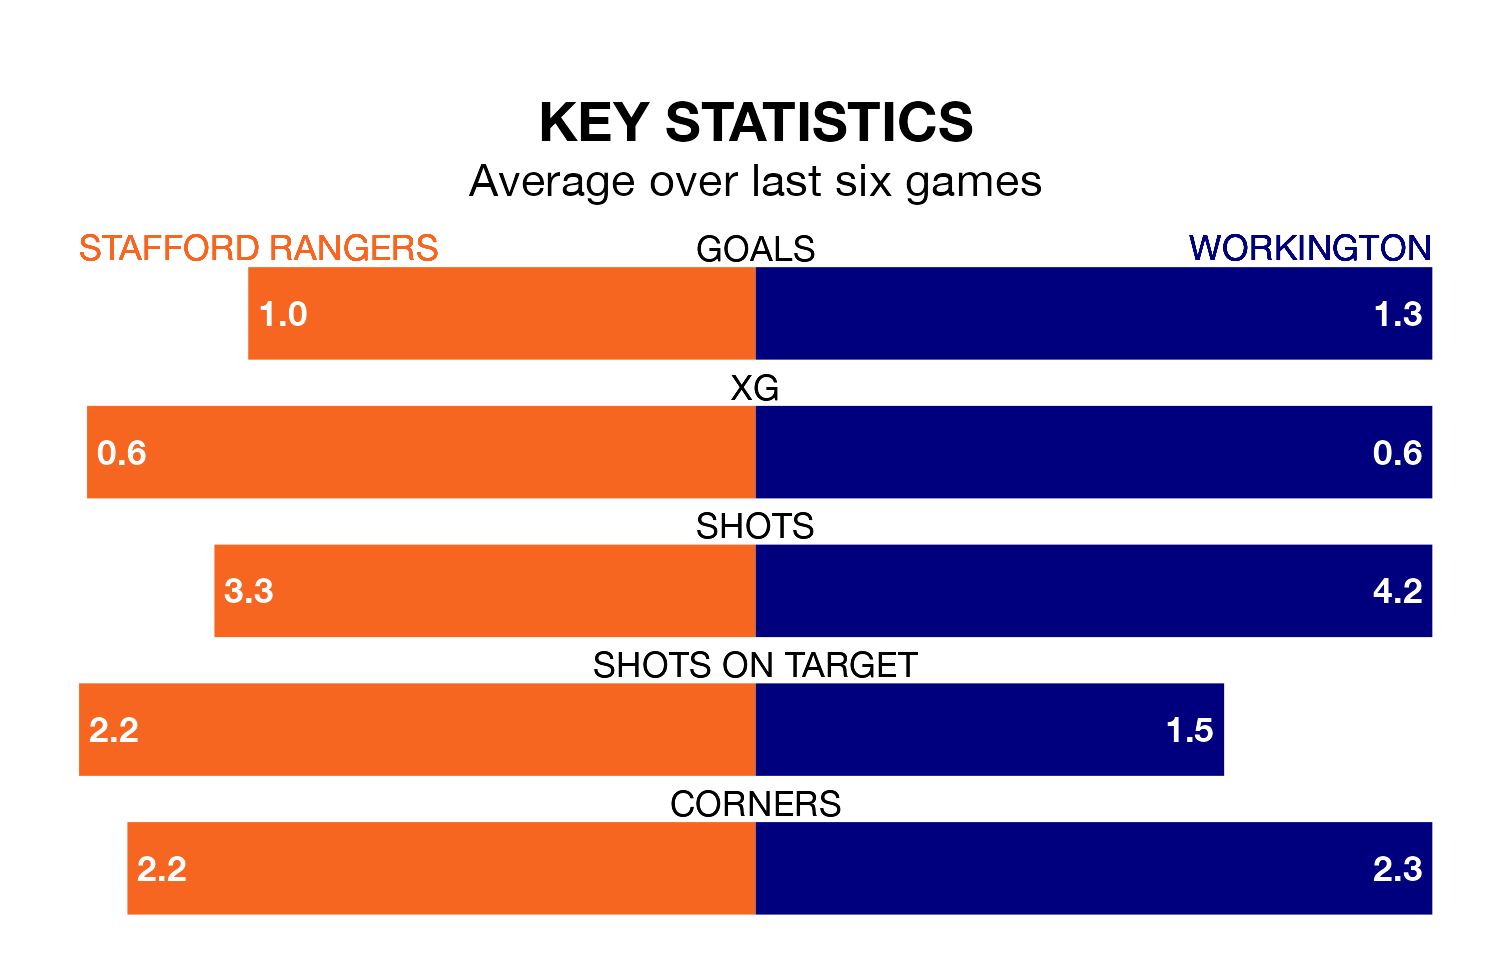 KEY STATISTICS
Average over last six games
STAFFORD RANGERS GOALS WORKINGTON
1.0 1.3
XG
0.6 0.6
SHOTS
3.3 4.2
SHOTS ON TARGET
2.2 1.5
CORNERS
2.2 2.3